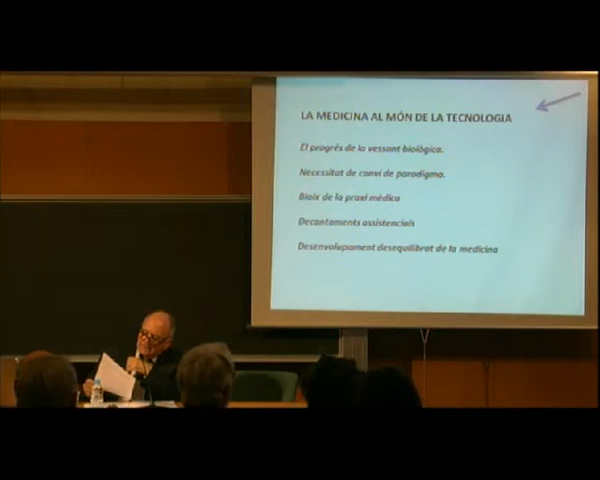 LA MEDICINA AL MÓN DE LA TECNOLOGIA
El progrés de la vessant biològica.
Necessitat de canvi de paradigma.
Biaix de la praxi mèdica
Decantaments assistencials
Desenvolupament desequilibrat de la medicina